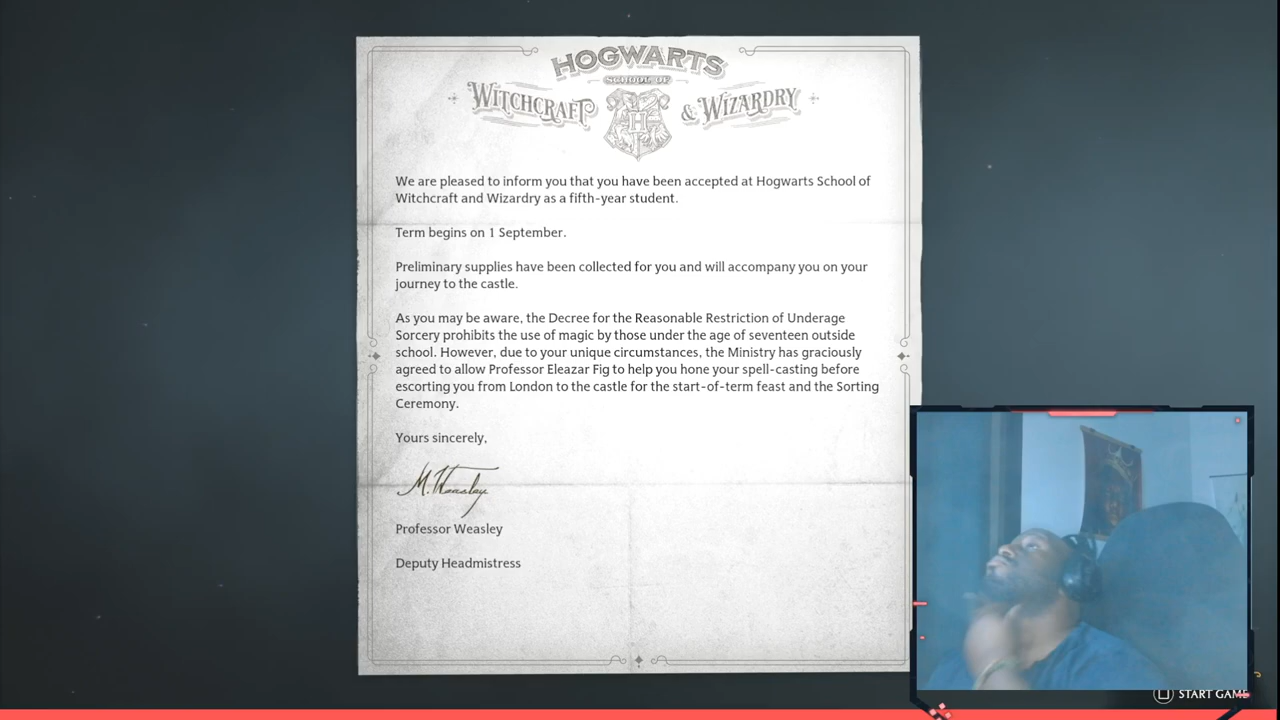 HOGWARTS
SCHOOL OF
WITCHCRAFT & WIZARDRY
H
We are pleased to inform you that you have been accepted at Hogwarts School of
Witchcraft and Wizardry as a fifth-year student.
Term begins on 1 September.
Preliminary supplies have been collected for you and will accompany you on your
journey to the castle.
As you may be aware, the Decree for the Reasonable Restriction of Underage
Sorcery prohibits the use of magic by those under the age of seventeen outside
school. However, due to your unique circumstances, the Ministry has graciously
agreed to allow Professor Eleazar Fig to help you hone your spell-casting before
escorting you from London to the castle for the start-of-term feast and the Sorting
Ceremony.
Yours sincerely,
M. Weasley
Professor Weasley
Deputy Headmistress
START GAME